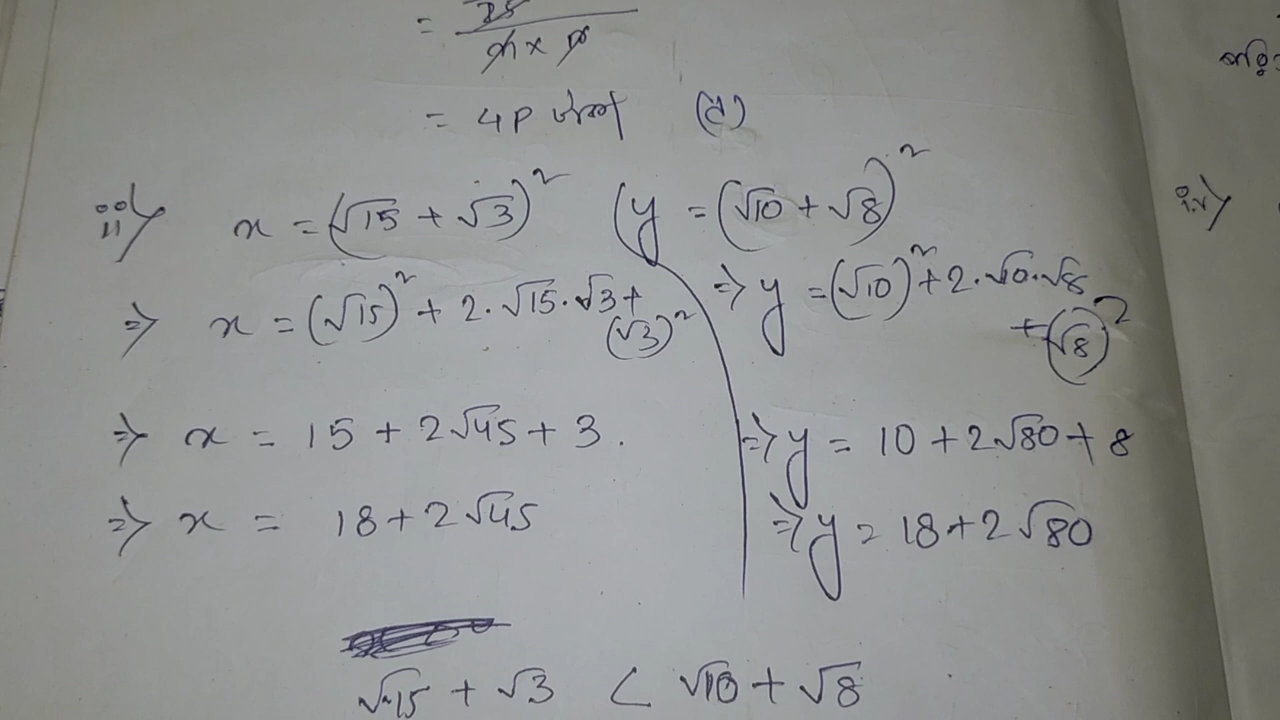 = 25 / (পা × P)
= 4P
iii) x = (√15 + √3)² (y = (√10 + √8)²
⇒ x = (√15)² + 2.√15.√3 + (√3)²
⇒ y = (√10)² + 2.√10.√8 + (√8)²
⇒ x = 15 + 2√45 + 3.
⇒ y = 10 + 2√80 + 8
⇒ x = 18 + 2√45
⇒ y = 18 + 2√80
√15 + √3 < √10 + √8
iv)